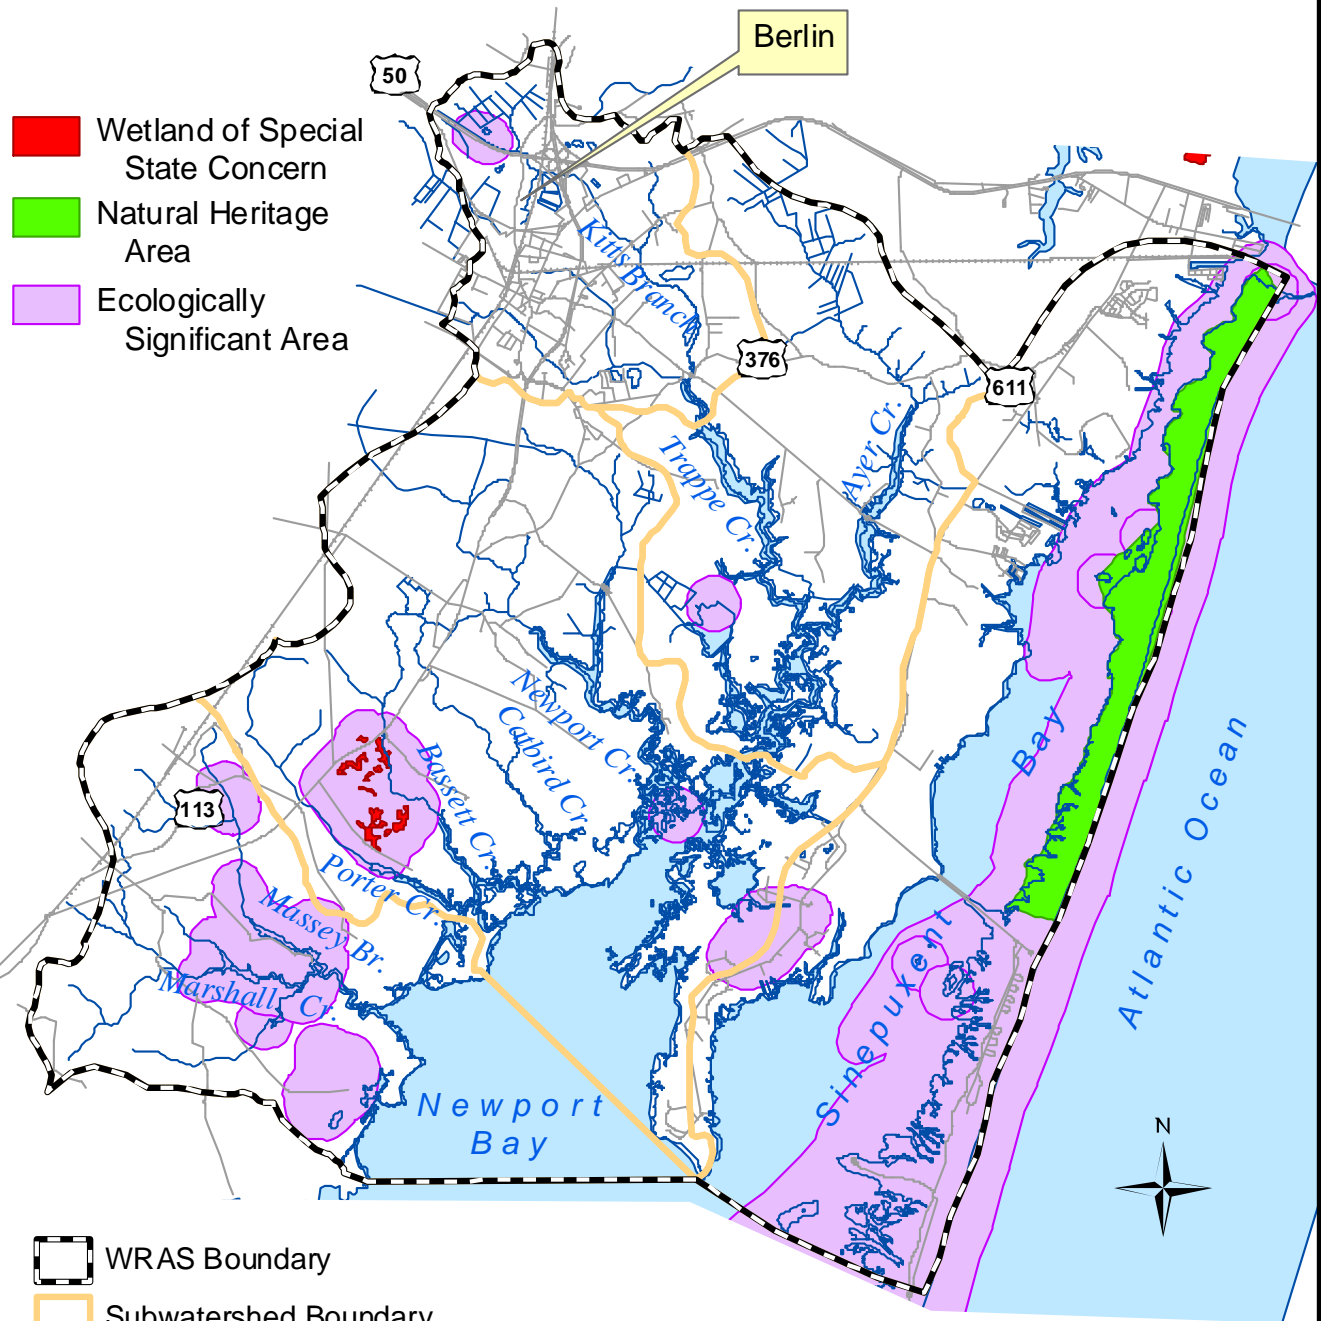 Berlin
50
Wetland of Special
State Concern
Natural Heritage
Area
Ecologically
Significant Area
Kitts Branch
376
611
Ayer Cr.
Trappe Cr.
Newport Cr.
Catbird Cr.
Bassett Cr.
Bay
Atlantic Ocean
113
Porter Cr.
Massey Br.
Marshall Cr.
Sinepuxent
Newport
Bay
N
WRAS Boundary
Subwatershed Boundary